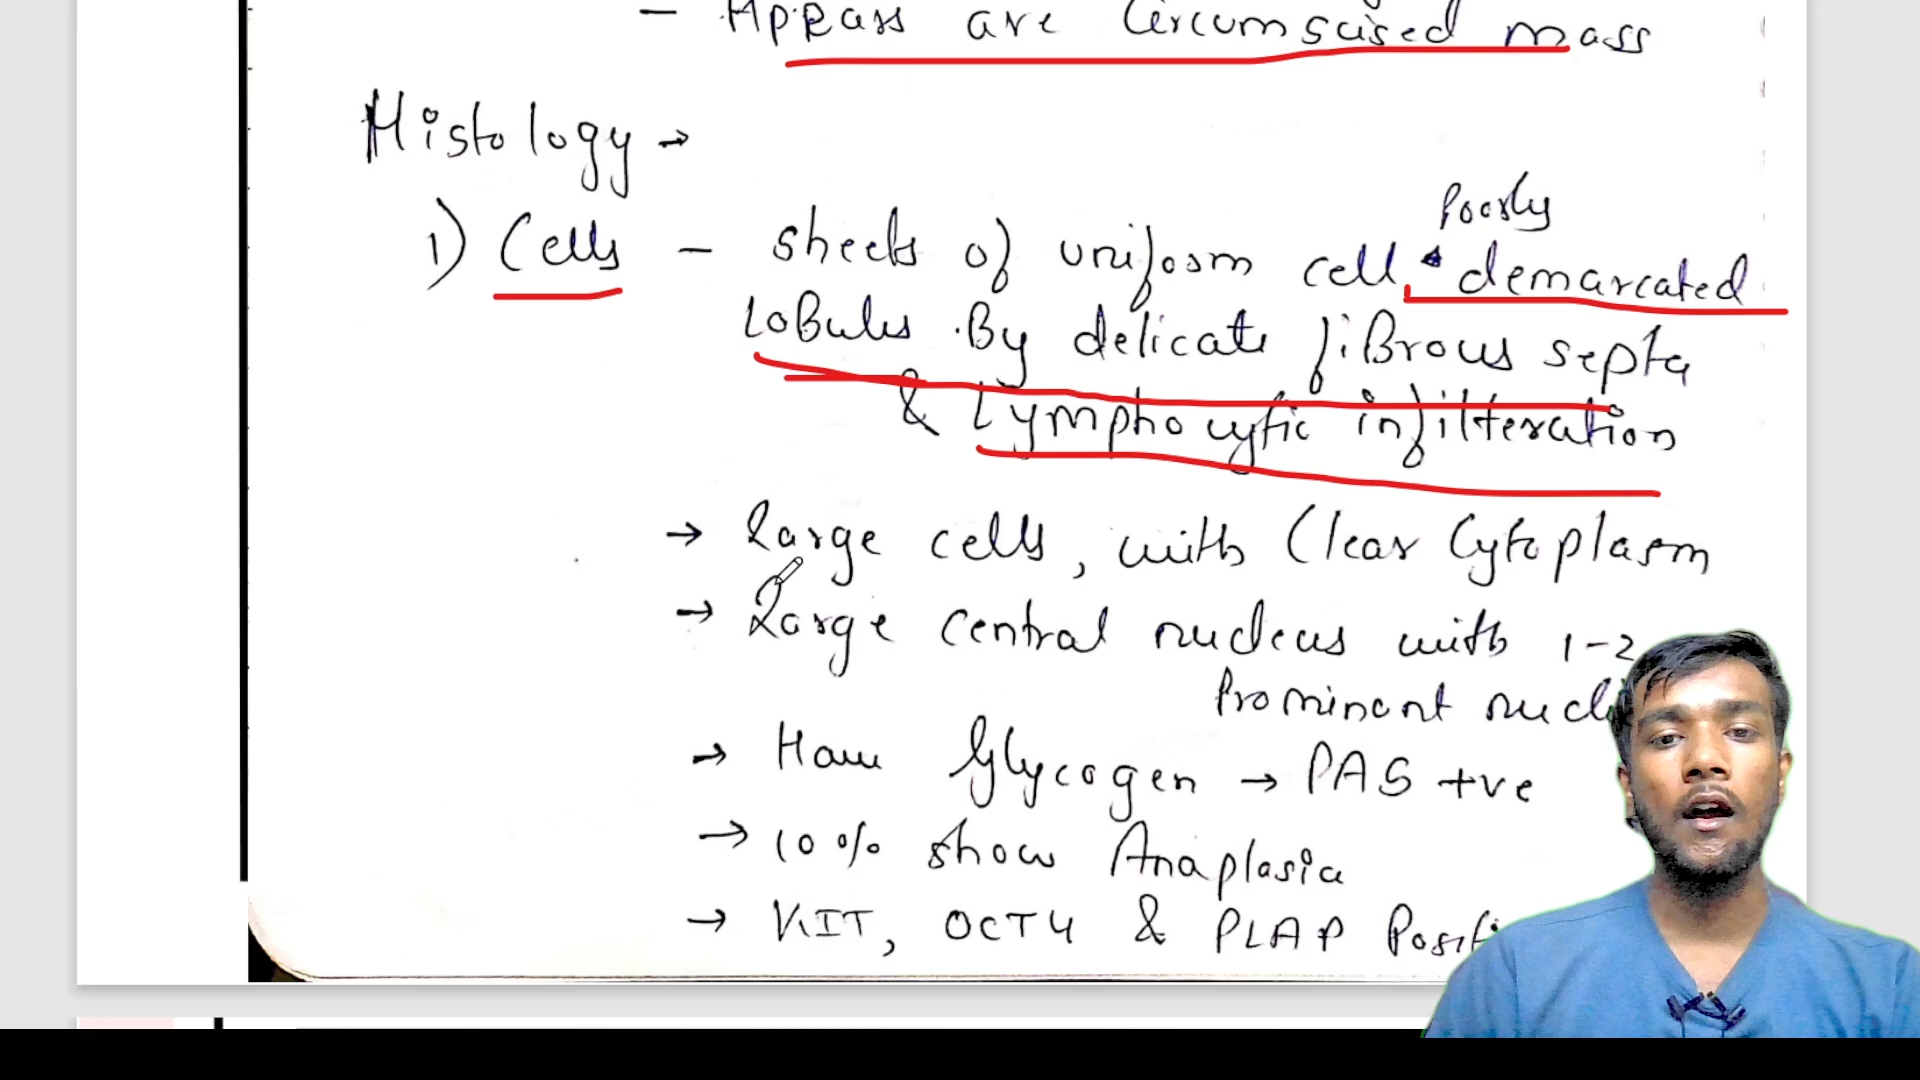 - Appears are Circumscised mass
Histology →
1) Cells - sheets of uniform cell poorly demarcated
Lobules By delicate fibrous septa
& Lymphocytic infilteration
→ Large cells, with Clear Cytoplasm
→ Large central nucleus with 1-2
Prominent nucli
→ Have Glycogen → PAS +ve
→ 10% show Anaplasia
→ KIT, OCT4 & PLAP Positi